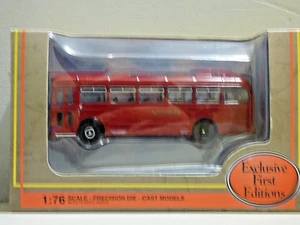 Exclusive
First
Editions
1:76 SCALE - PRECISION DIE - CAST MODELS